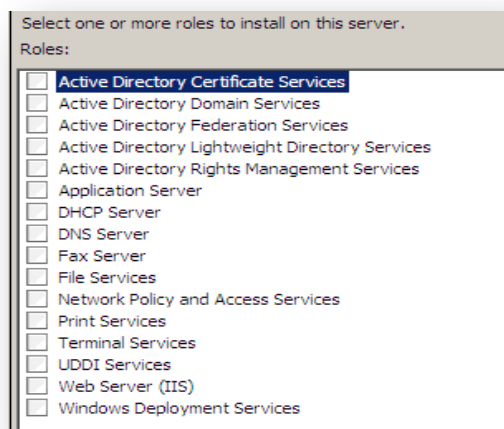 Select one or more roles to install on this server.
Roles:
Active Directory Certificate Services
Active Directory Domain Services
Active Directory Federation Services
Active Directory Lightweight Directory Services
Active Directory Rights Management Services
Application Server
DHCP Server
DNS Server
Fax Server
File Services
Network Policy and Access Services
Print Services
Terminal Services
UDDI Services
Web Server (IIS)
Windows Deployment Services